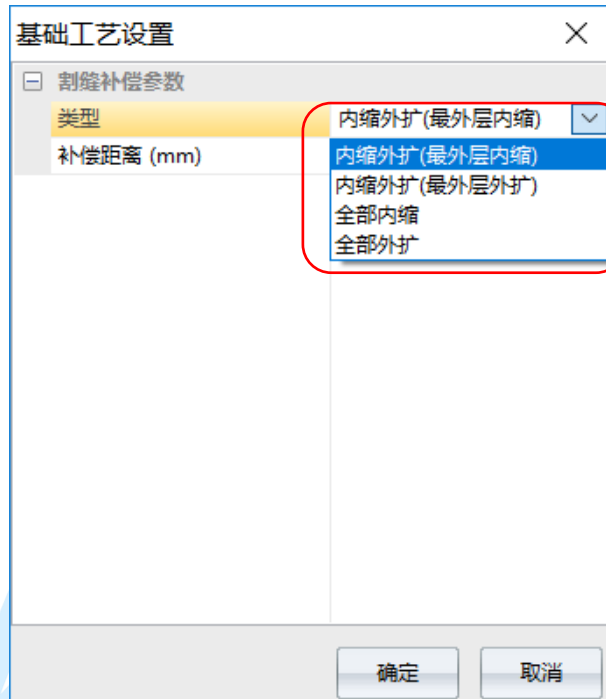 基础工艺设置
割缝补偿参数
类型 内缩外扩(最外层内缩)
补偿距离 (mm) 内缩外扩(最外层内缩)
内缩外扩(最外层外扩)
全部内缩
全部外扩
确定 取消